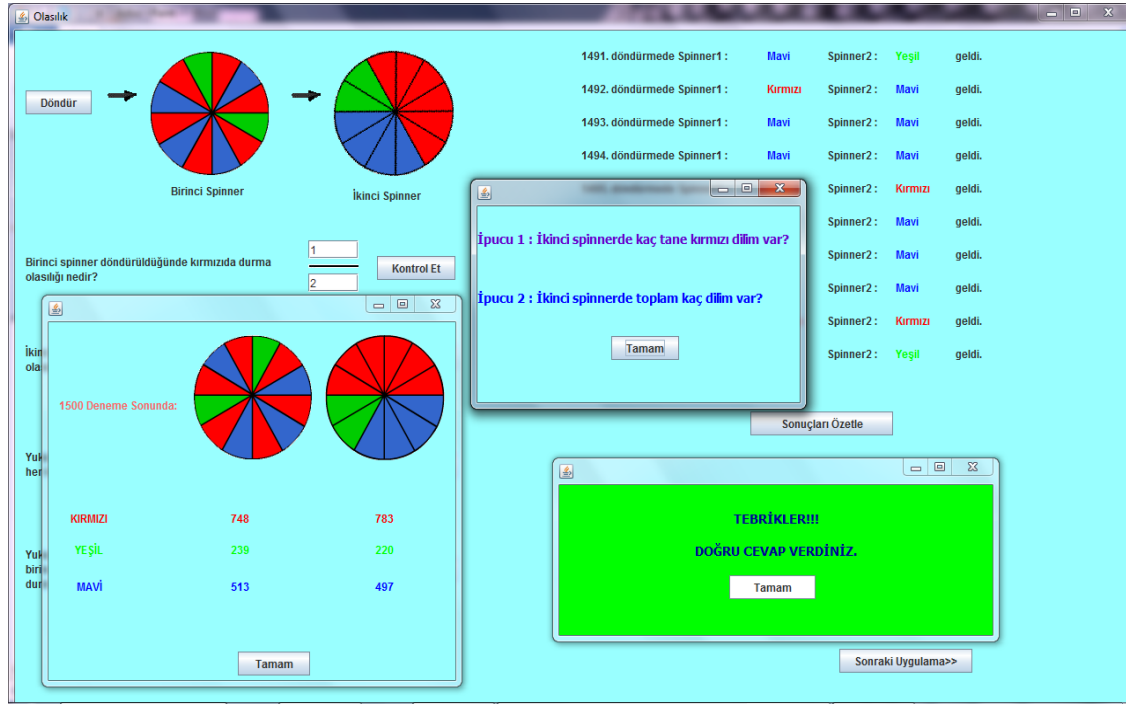 Olasılık
1491. döndürmede Spinner1 : Mavi Spinner2 : Yeşil geldi.
1492. döndürmede Spinner1 : Kırmızı Spinner2 : Mavi geldi.
1493. döndürmede Spinner1 : Mavi Spinner2 : Mavi geldi.
1494. döndürmede Spinner1 : Mavi Spinner2 : Mavi geldi.
Spinner2 : Kırmızı geldi.
Spinner2 : Mavi geldi.
Spinner2 : Mavi geldi.
Spinner2 : Mavi geldi.
Spinner2 : Kırmızı geldi.
Spinner2 : Yeşil geldi.
Döndür
Birinci Spinner
İkinci Spinner
Birinci spinner döndürüldüğünde kırmızıda durma
olasılığı nedir?
1
2
Kontrol Et
İpucu 1 : İkinci spinnerde kaç tane kırmızı dilim var?
İpucu 2 : İkinci spinnerde toplam kaç dilim var?
Tamam
1500 Deneme Sonunda:
KIRMIZI 748 783
YEŞİL 239 220
MAVİ 513 497
Tamam
Sonuçları Özetle
TEBRİKLER!!!
DOĞRU CEVAP VERDİNİZ.
Tamam
Sonraki Uygulama>>